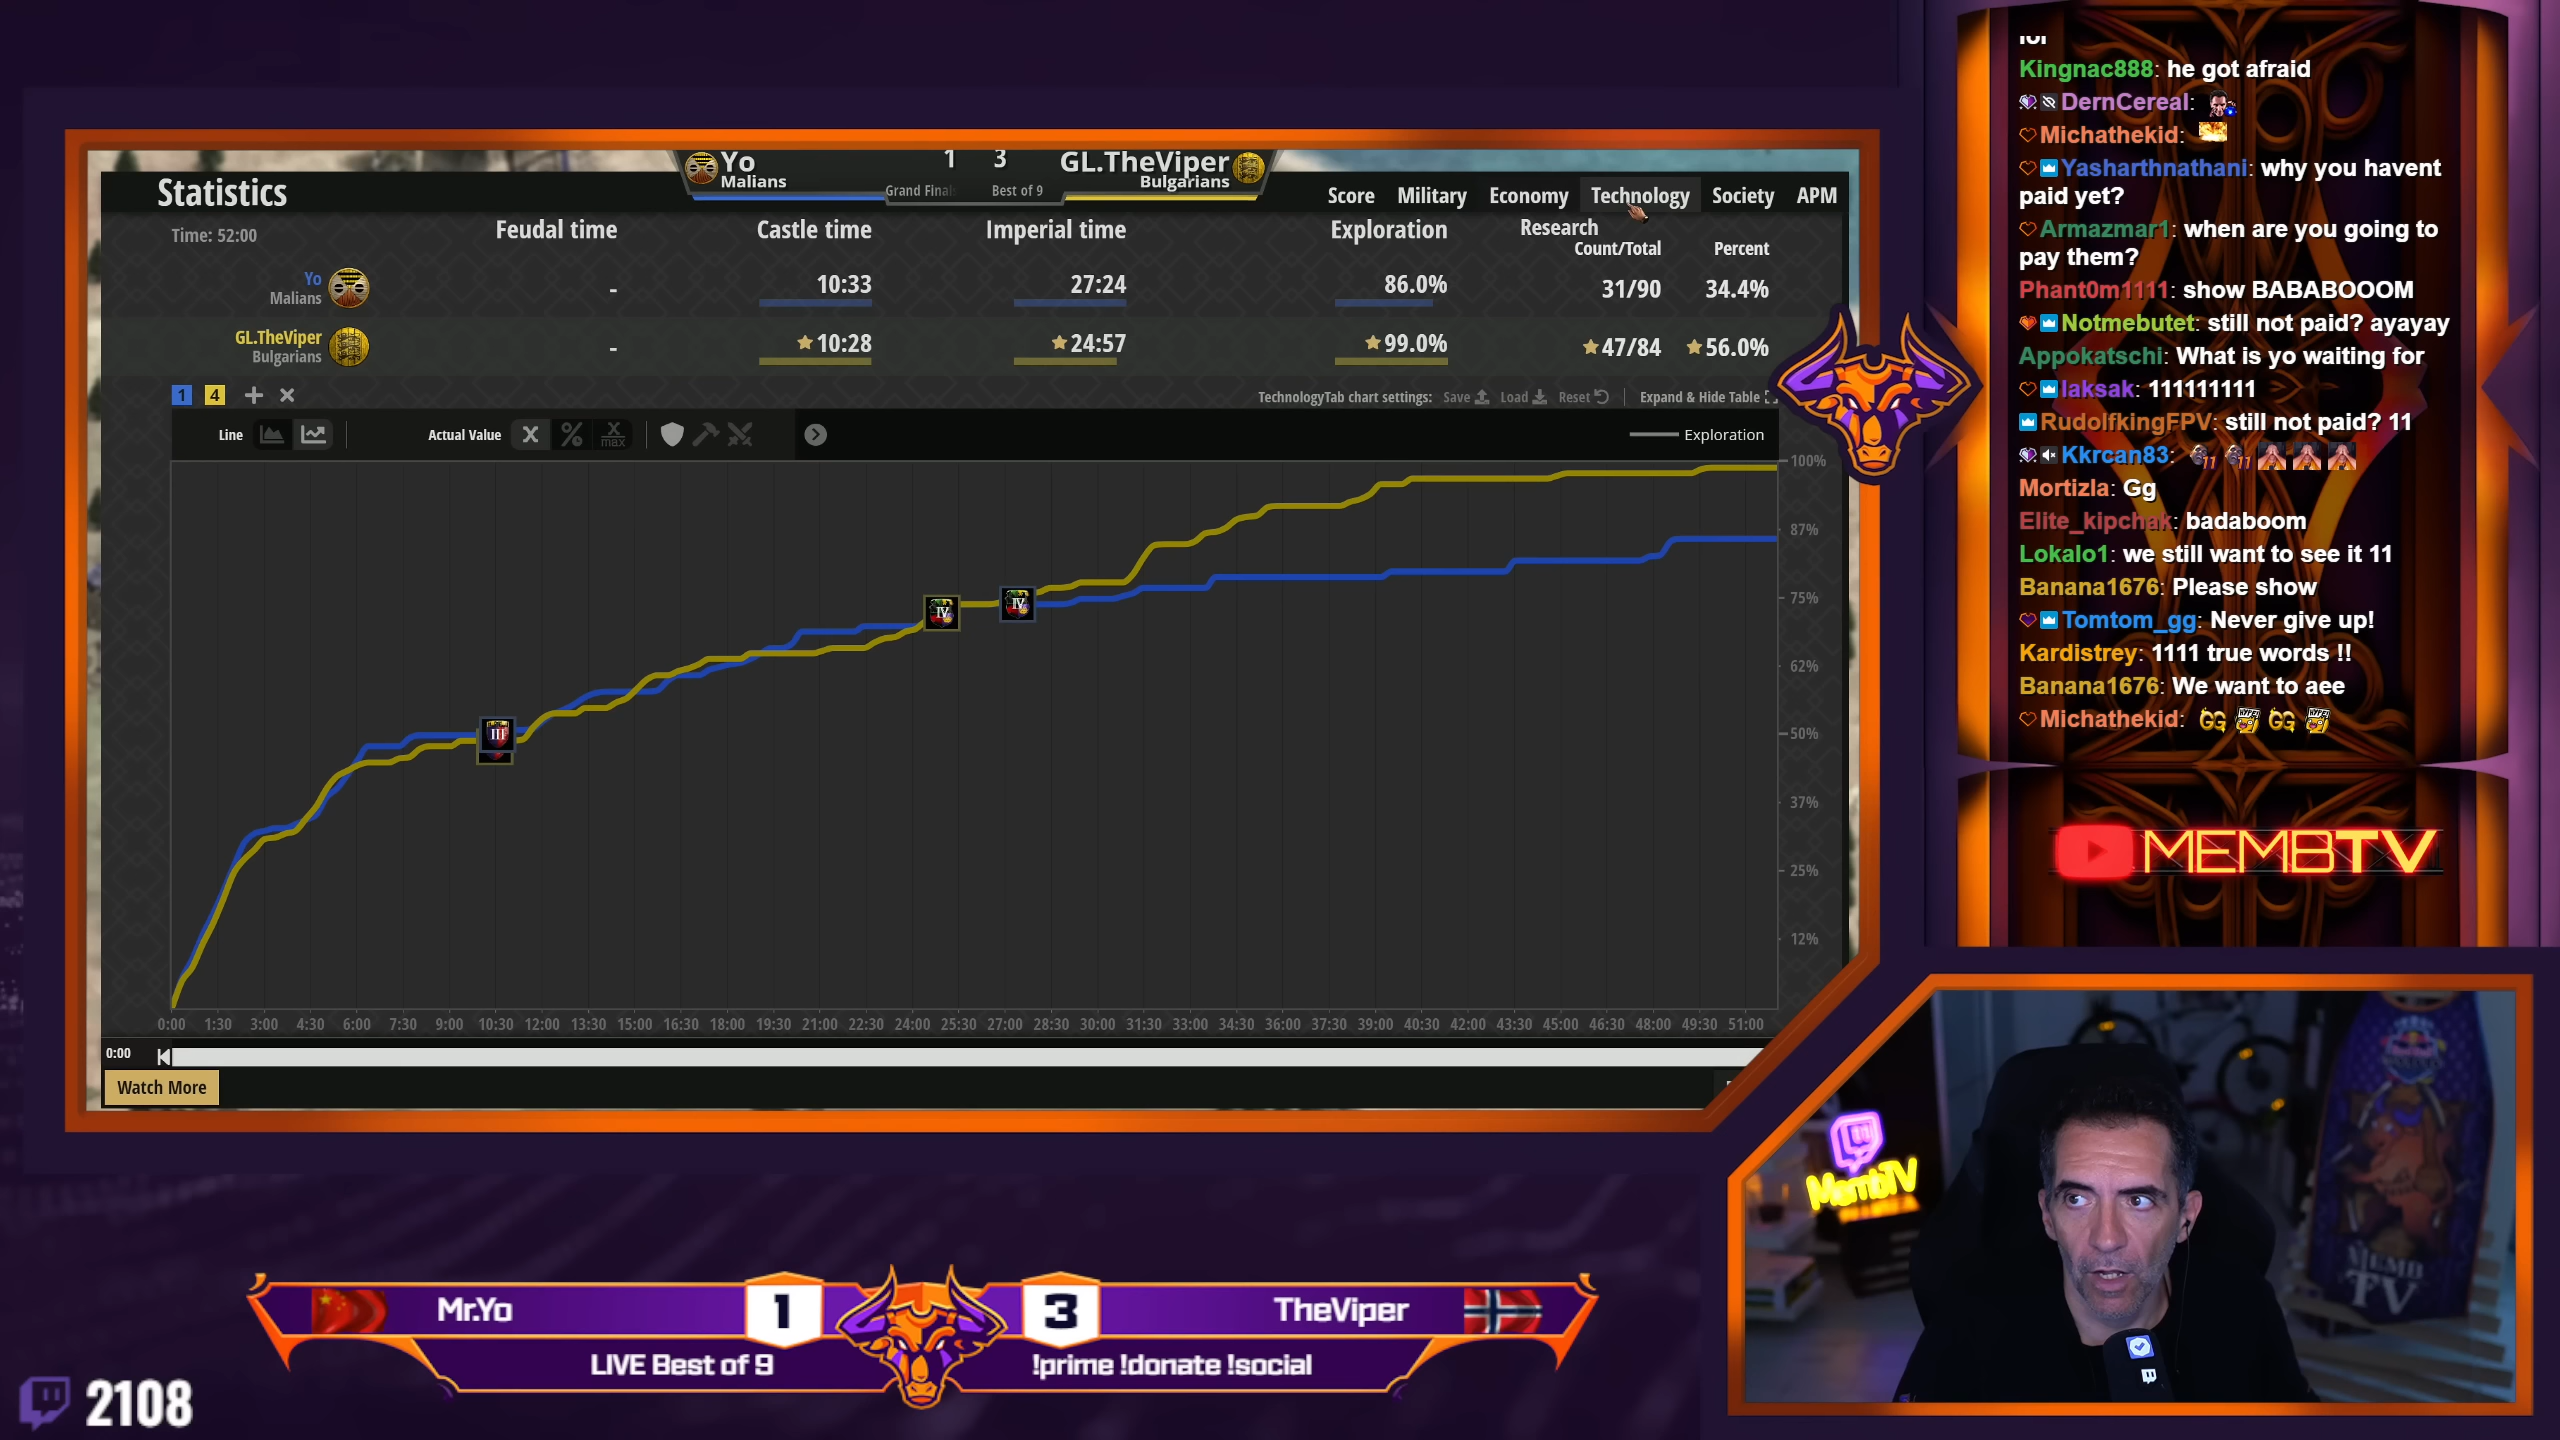 Yo
Malians
1 3
Grand Final
Best of 9
GL.TheViper
Bulgarians
Statistics
Score Military Economy Technology Society APM
Time: 52:00
Feudal time Castle time Imperial time Exploration Research
Count/Total Percent
Yo
Malians
- 10:33 27:24 86.0% 31/90 34.4%
GL.TheViper
Bulgarians
- 10:28 24:57 99.0% 47/84 56.0%
1 4
TechnologyTab chart settings: Save Load Reset Expand & Hide Table
Line Actual Value X % X max
Exploration
100%
87%
75%
62%
50%
37%
25%
12%
IV
IV
III
0:00 1:30 3:00 4:30 6:00 7:30 9:00 10:30 12:00 13:30 15:00 16:30 18:00 19:30 21:00 22:30 24:00 25:30 27:00 28:30 30:00 31:30 33:00 34:30 36:00 37:30 39:00 40:30 42:00 43:30 45:00 46:30 48:00 49:30 51:00
0:00
Watch More
Kingnac888: he got afraid
DernCereal:
Michathekid:
Yasharthnathani: why you havent
paid yet?
Armazmar1: when are you going to
pay them?
Phant0m1111: show BABABOOOM
Notmebutet: still not paid? ayayay
Appokatschi: What is yo waiting for
laksak: 111111111
RudolfkingFPV: still not paid? 11
Kkrcan83: 11 11
Mortizla: Gg
Elite_kipchak: badaboom
Lokalo1: we still want to see it 11
Banana1676: Please show
Tomtom_gg: Never give up!
Kardistrey: 1111 true words !!
Banana1676: We want to aee
Michathekid: GG GG
MEMBTV
MembTV
MEMB
TV
Mr.Yo 1 3 TheViper
LIVE Best of 9 !prime !donate !social
2108